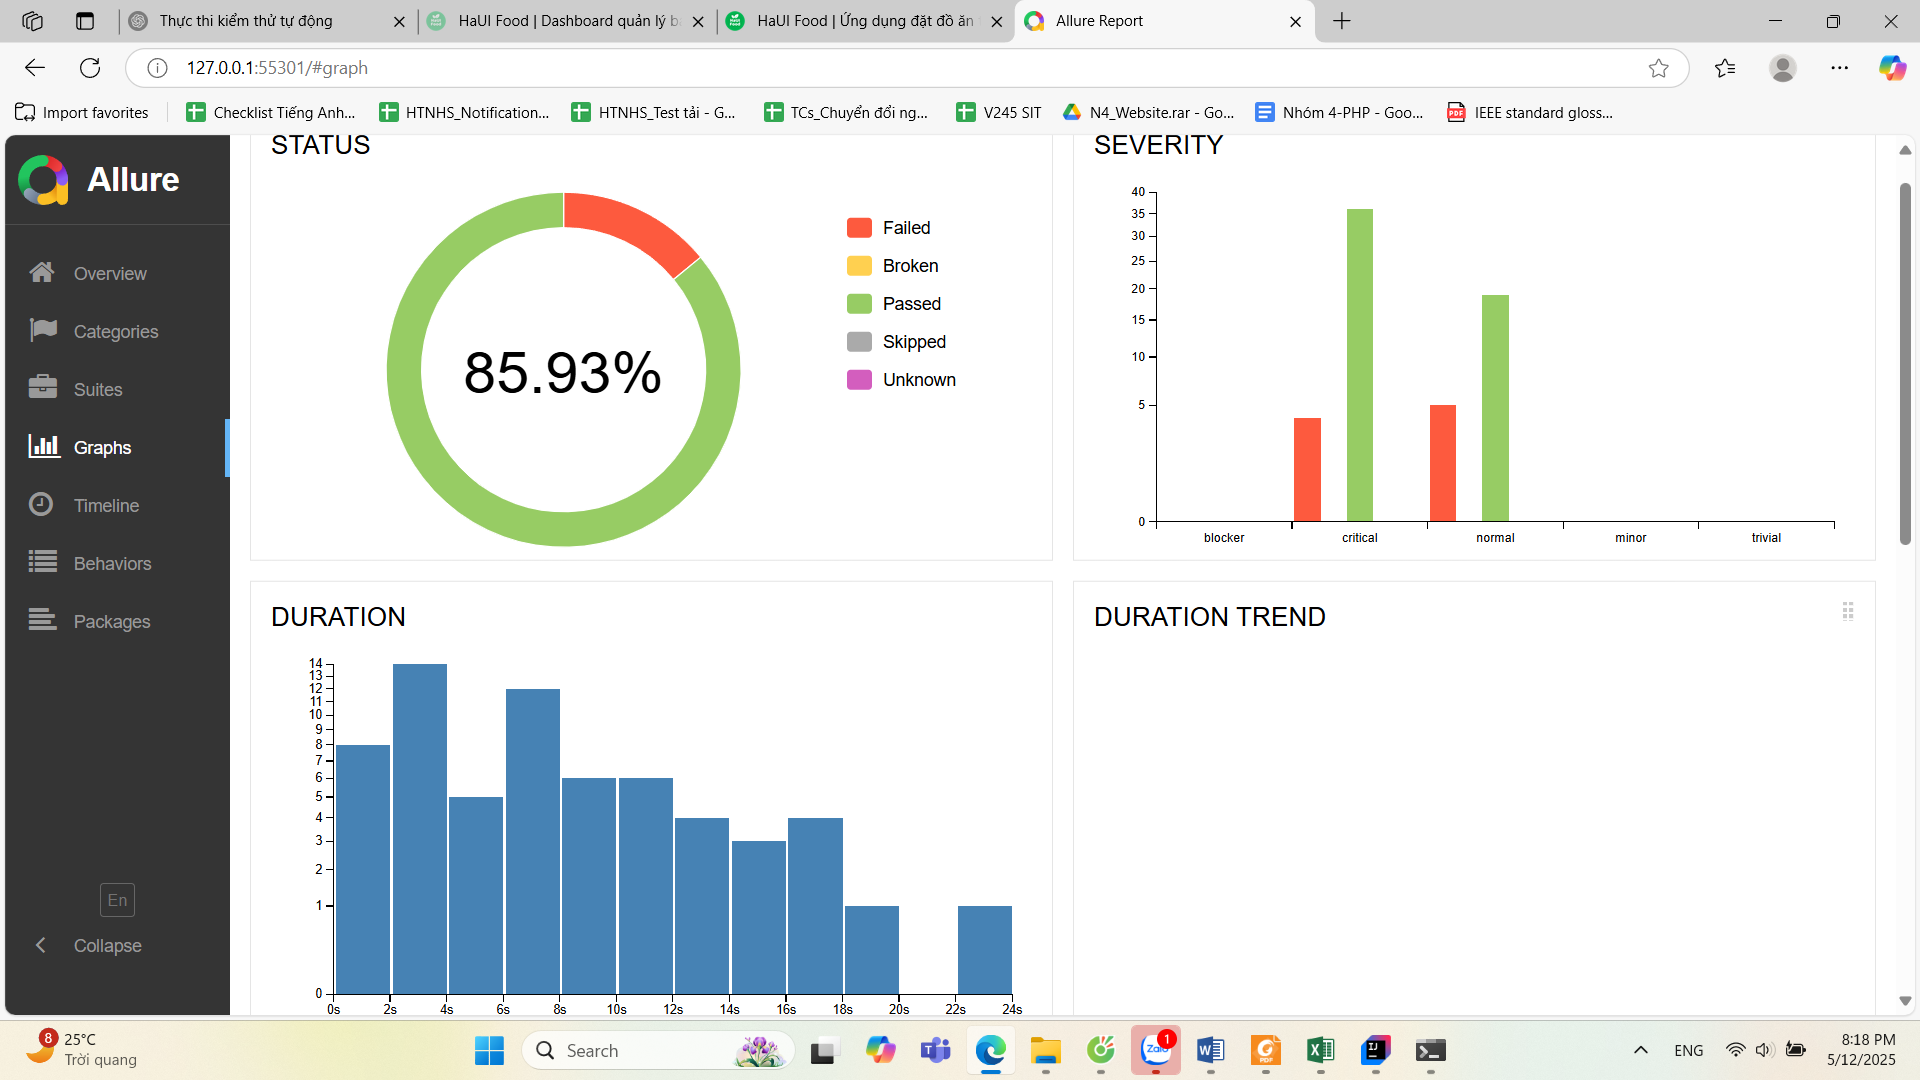 Thực thi kiểm thử tự động
HaUI Food | Dashboard quản lý b
HaUI Food | Ứng dụng đặt đồ ăn
Allure Report
127.0.0.1:55301/#graph
Import favorites
Checklist Tiếng Anh...
HTNHS_Notification...
HTNHS_Test tải - G...
TCs_Chuyển đổi ng...
V245 SIT
N4_Website.rar - Go...
Nhóm 4-PHP - Goo...
IEEE standard gloss...
Allure
Overview
Categories
Suites
Graphs
Timeline
Behaviors
Packages
En
Collapse
STATUS
85.93%
Failed
Broken
Passed
Skipped
Unknown
SEVERITY
40
35
30
25
20
15
10
5
0
blocker critical normal minor trivial
DURATION
14
13
12
11
10
9
8
7
6
5
4
3
2
1
0
0s 2s 4s 6s 8s 10s 12s 14s 16s 18s 20s 22s 24s
DURATION TREND
8
25°C
Trời quang
Search
Zalo
1
ENG
8:18 PM
5/12/2025